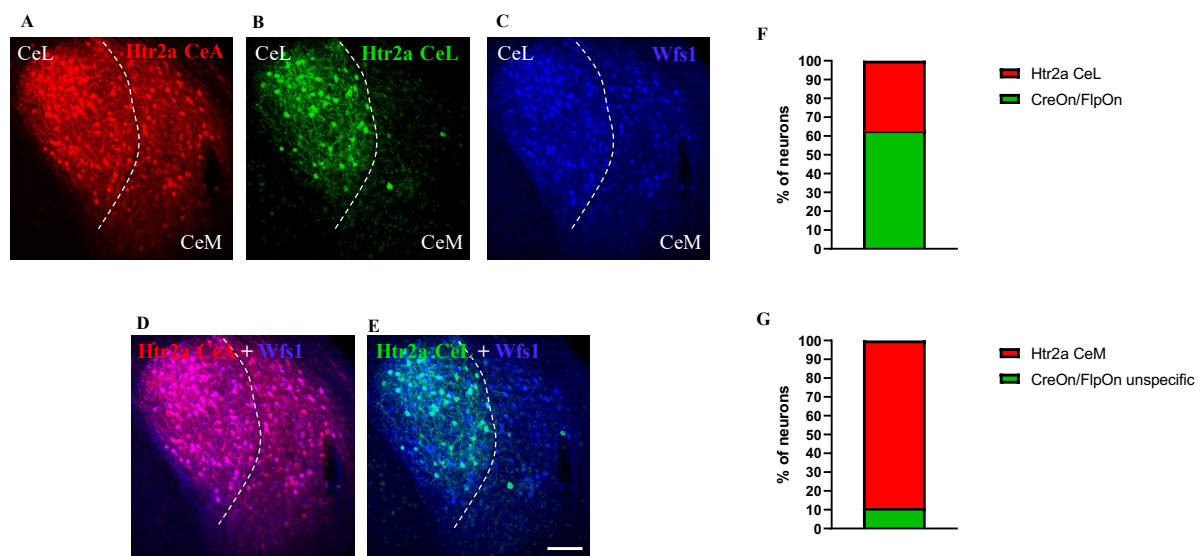 A
B
C
CeL
Htr2a CeA
CeL
Htr2a CeL
CeL
Wfs1
CeM
CeM
CeM
D
E
Htr2a CeA + Wfs1
Htr2a CeL + Wfs1
F
100
90
80
70
60
50
40
30
20
10
0
% of neurons
Htr2a CeL
CreOn/FlpOn
G
100
90
80
70
60
50
40
30
20
10
0
% of neurons
Htr2a CeM
CreOn/FlpOn unspecific